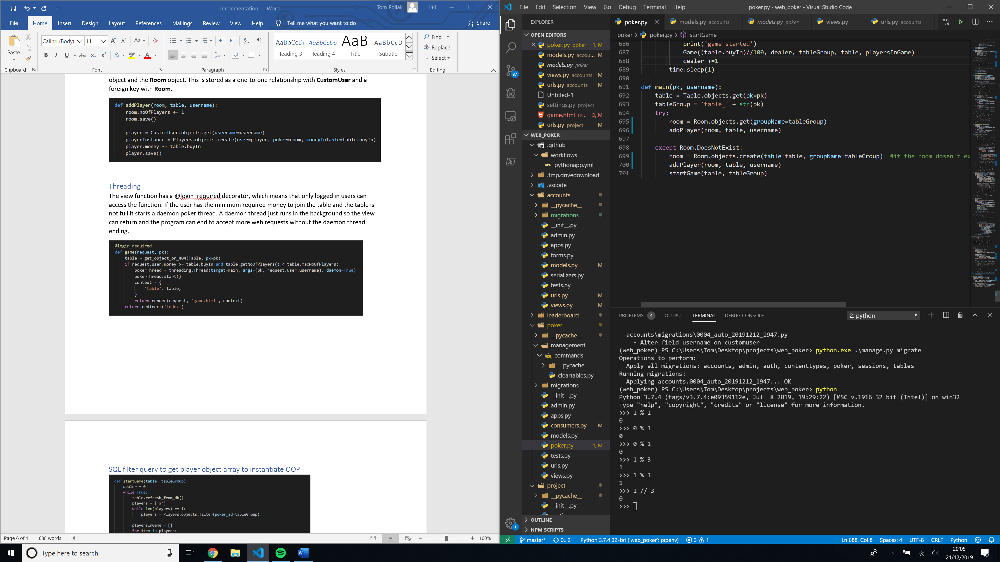 Implementation - Word
Tom Pollak
File Home Insert Design Layout References Mailings Review View Help Tell me what you want to do Share
Paste
Clipboard
Calibri (Body) 11
Font
Paragraph
AaBbCcDc AaBbCcDa AaB AaBbCcD
Heading 3 Heading 4 Title Subtitle
Styles
Find
Replace
Select
Editing
object and the Room object. This is stored as a one-to-one relationship with CustomUser and a
foreign key with Room.
def addPlayer(room, table, username):
room.noOfPlayers += 1
room.save()
player = CustomUser.objects.get(username=username)
playerInstance = Players.objects.create(user=player, poker=room, moneyInTable=table.buyIn)
player.money -= table.buyIn
player.save()
Threading
The view function has a @login_required decorator, which means that only logged in users can
access the function. If the user has the minimum required money to join the table and the table is
not full it starts a daemon poker thread. A daemon thread just runs in the background so the view
can return and the program can end to accept more web requests without the daemon thread
ending.
@login_required
def game(request, pk):
table = get_object_or_404(Table, pk=pk)
if request.user.money >= table.buyIn and table.getNoOfPlayers() < table.maxNoOfPlayers:
pokerThread = threading.Thread(target=main, args=(pk, request.user.username), daemon=True)
pokerThread.start()
context = {
'table': table,
}
return render(request, 'game.html', context)
return redirect('index')
SQL filter query to get player object array to instantiate OOP
def startGame(table, tableGroup):
dealer = 0
while True:
table.refresh_from_db()
players = ['a']
while len(players) == 1:
players = Players.objects.filter(poker_id=tableGroup)
playersInGame = []
for item in players:
Page 6 of 11 688 words 100%
File Edit Selection View Go Debug Terminal Help
poker.py - web_poker - Visual Studio Code
EXPLORER
OPEN EDITORS
poker.py poker 1, M
models.py accou... M
models.py poker
views.py accounts M
urls.py accounts M
Untitled-1
settings.py project
game.html te... 3, M
urls.py project M
WEB_POKER
.github
workflows
pythonapp.yml
.tmp.drivedownload
.vscode
accounts
__pycache__
migrations
__init__.py
admin.py
apps.py
forms.py
models.py M
serializers.py
tests.py
urls.py M
views.py M
leaderboard
poker
__pycache__
management
commands
__pycache__
cleartables.py
migrations
__init__.py
admin.py
apps.py
consumers.py M
models.py
poker.py 1, M
tests.py
urls.py
views.py
project
__pycache__
__init__.py
OUTLINE
NPM SCRIPTS
37
1
poker.py models.py accounts models.py poker views.py urls.py accounts
poker > poker.py > startGame
686 print('game started')
687 Game((table.buyIn)//100, dealer, tableGroup, table, playersInGame)
688 dealer +=1
689 time.sleep(1)
690
691 def main(pk, username):
692 table = Table.objects.get(pk=pk)
693 tableGroup = 'table_' + str(pk)
694 try:
695 room = Room.objects.get(groupName=tableGroup)
696 addPlayer(room, table, username)
697
698 except Room.DoesNotExist:
699 room = Room.objects.create(table=table, groupName=tableGroup) #if the room dosen't ex
700 addPlayer(room, table, username)
701 startGame(table, tableGroup)
PROBLEMS 4 OUTPUT TERMINAL DEBUG CONSOLE 2: python
accounts\migrations\0004_auto_20191212_1947.py
- Alter field username on customuser
(web_poker) PS C:\Users\Tom\Desktop\projects\web_poker> python.exe .\manage.py migrate
Operations to perform:
Apply all migrations: accounts, admin, auth, contenttypes, poker, sessions, tables
Running migrations:
Applying accounts.0004_auto_20191212_1947... OK
(web_poker) PS C:\Users\Tom\Desktop\projects\web_poker> python
Python 3.7.4 (tags/v3.7.4:e09359112e, Jul  8 2019, 19:29:22) [MSC v.1916 32 bit (Intel)] on win32
Type "help", "copyright", "credits" or "license" for more information.
>>> 1 % 1
0
>>> 0 % 1
0
>>> 0 % 1
0
>>> 1 % 3
1
>>> 1 % 3
1
>>> 1 // 3
0
>>>
master* 0↓ 2↑ Python 3.7.4 32-bit ('web_poker': pipenv) 3 1 Ln 688, Col 8 Spaces: 4 UTF-8 CRLF Python
Type here to search
20:05
21/12/2019